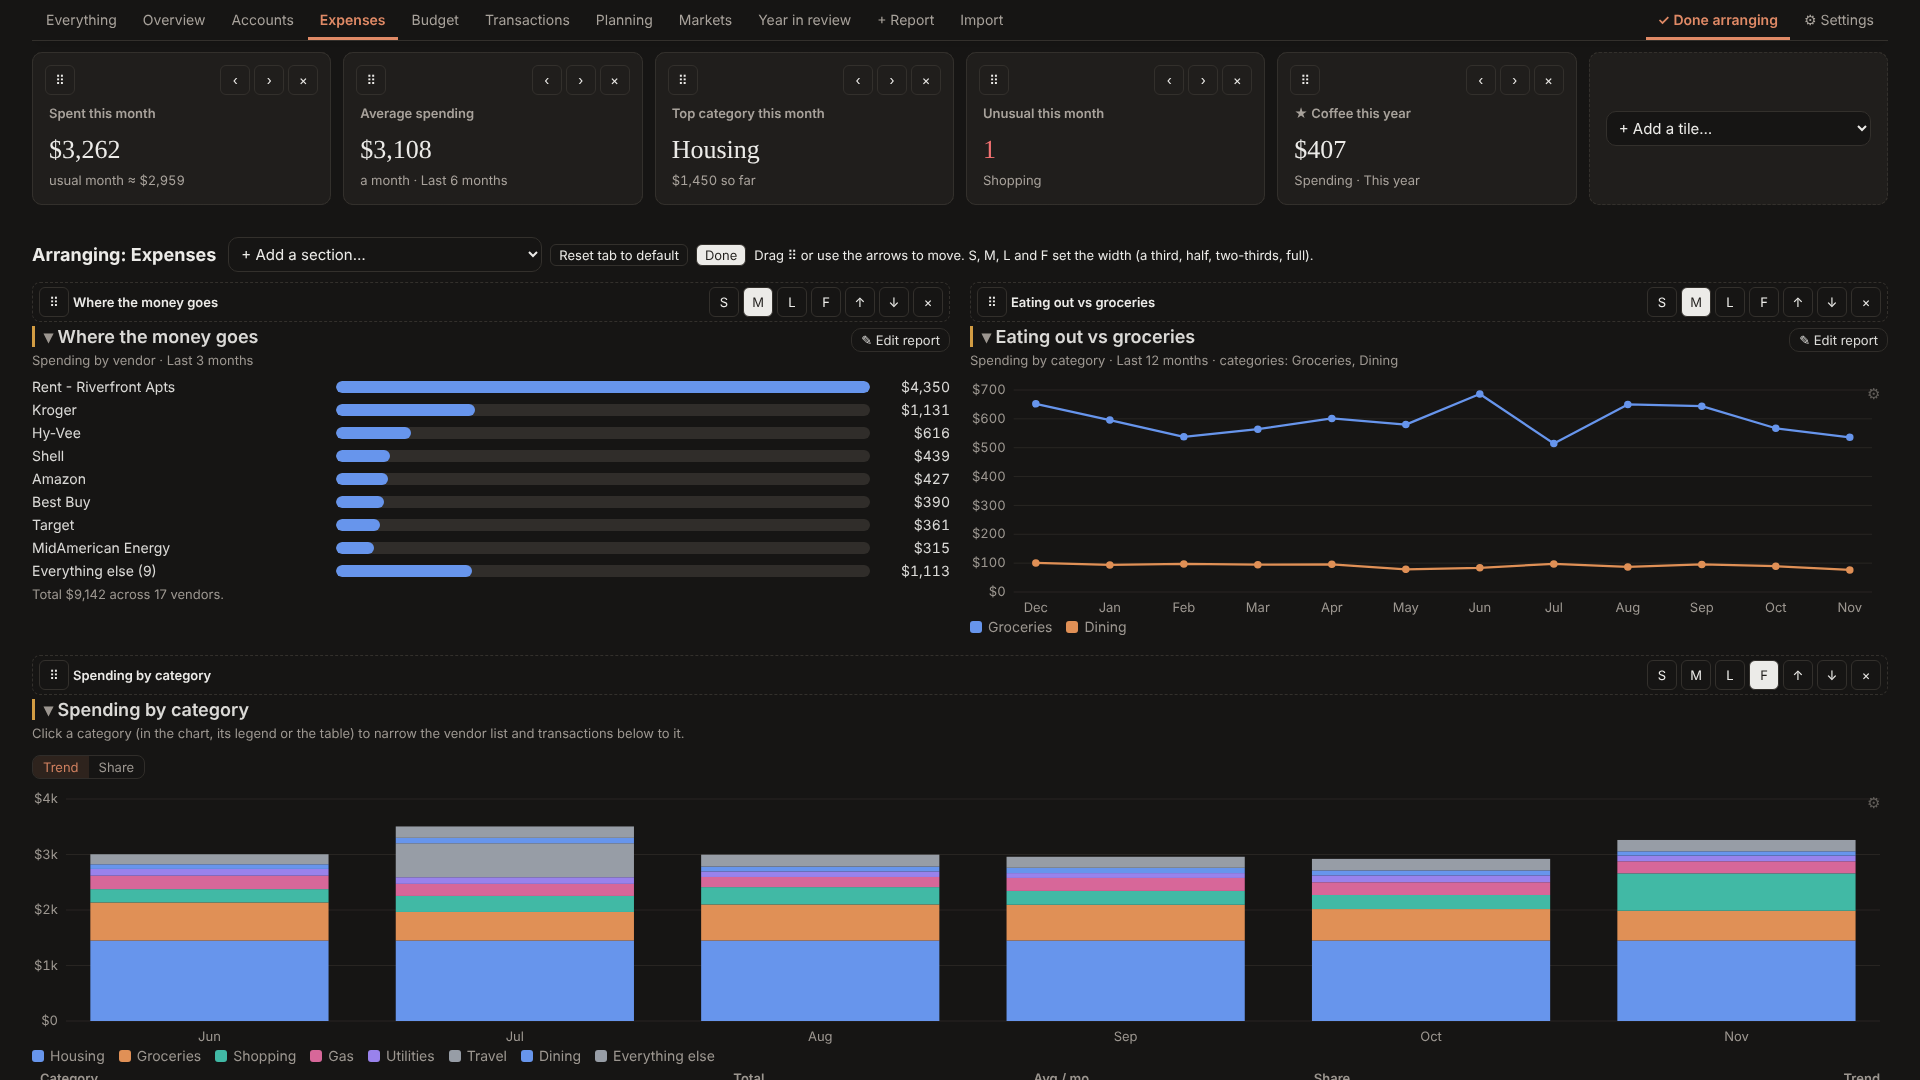 Everything Overview Accounts Expenses Budget Transactions Planning Markets Year in review + Report Import ✓ Done arranging ⚙ Settings
⠿ ‹ › × ⠿ ‹ › × ⠿ ‹ › × ⠿ ‹ › × ⠿ ‹ › ×
Spent this month Average spending Top category this month Unusual this month ★ Coffee this year
+ Add a tile...
$3,262 $3,108 Housing 1 $407
usual month ≈ $2,959 a month · Last 6 months $1,450 so far Shopping Spending · This year
Arranging: Expenses + Add a section... Reset tab to default Done Drag ⠿ or use the arrows to move. S, M, L and F set the width (a third, half, two-thirds, full).
⠿ Where the money goes S M L F ↑ ↓ ×
▾ Where the money goes ✎ Edit report
Spending by vendor · Last 3 months
Rent - Riverfront Apts $4,350
Kroger $1,131
Hy-Vee $616
Shell $439
Amazon $427
Best Buy $390
Target $361
MidAmerican Energy $315
Everything else (9) $1,113
Total $9,142 across 17 vendors.
⠿ Eating out vs groceries S M L F ↑ ↓ ×
▾ Eating out vs groceries ✎ Edit report
Spending by category · Last 12 months · categories: Groceries, Dining
⚙
$700
$600
$500
$400
$300
$200
$100
$0
Dec Jan Feb Mar Apr May Jun Jul Aug Sep Oct Nov
Groceries Dining
⠿ Spending by category S M L F ↑ ↓ ×
▾ Spending by category
Click a category (in the chart, its legend or the table) to narrow the vendor list and transactions below to it.
Trend Share
⚙
$4k
$3k
$2k
$1k
$0
Jun Jul Aug Sep Oct Nov
Housing Groceries Shopping Gas Utilities Travel Dining Everything else
Category Total Avg / mo Share Trend